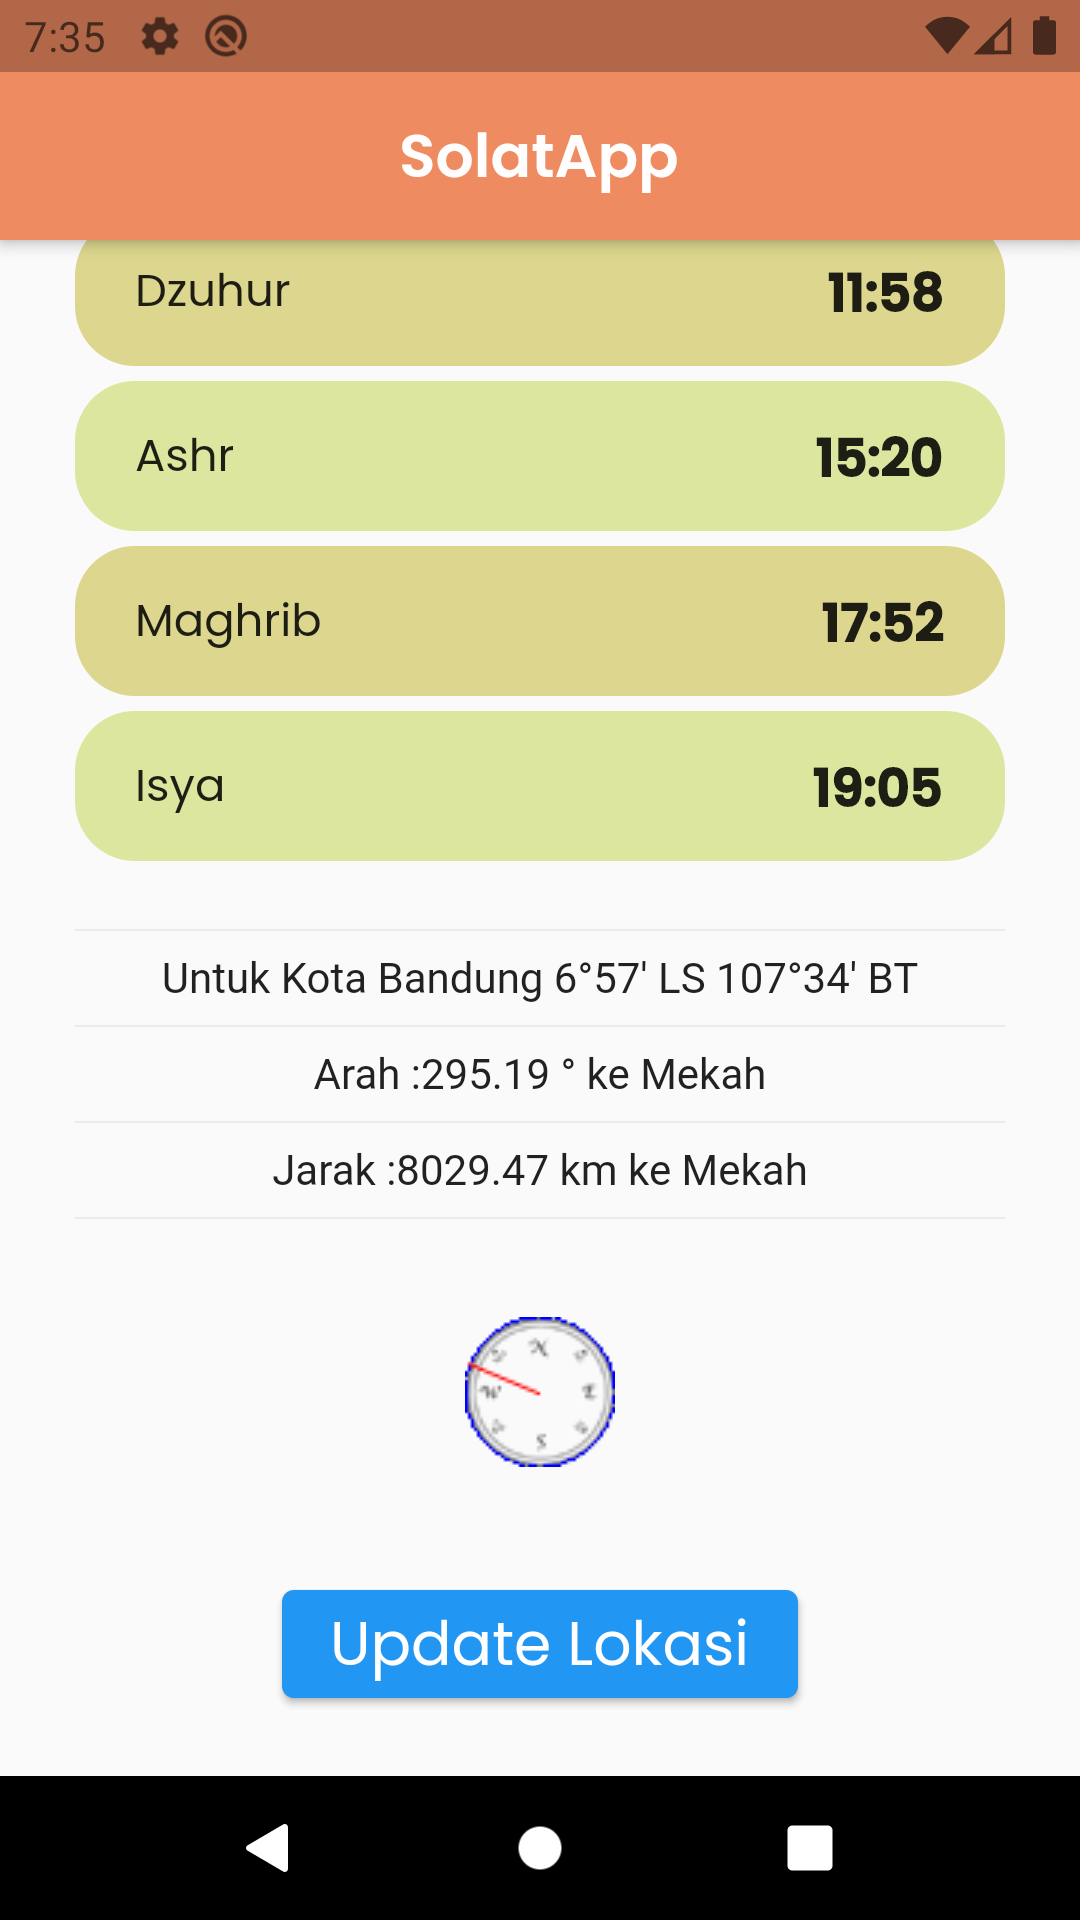 7:35
SolatApp
Dzuhur 11:58
Ashr 15:20
Maghrib 17:52
Isya 19:05
Untuk Kota Bandung 6°57' LS 107°34' BT
Arah :295.19 ° ke Mekah
Jarak :8029.47 km ke Mekah
N
W E
S
Update Lokasi